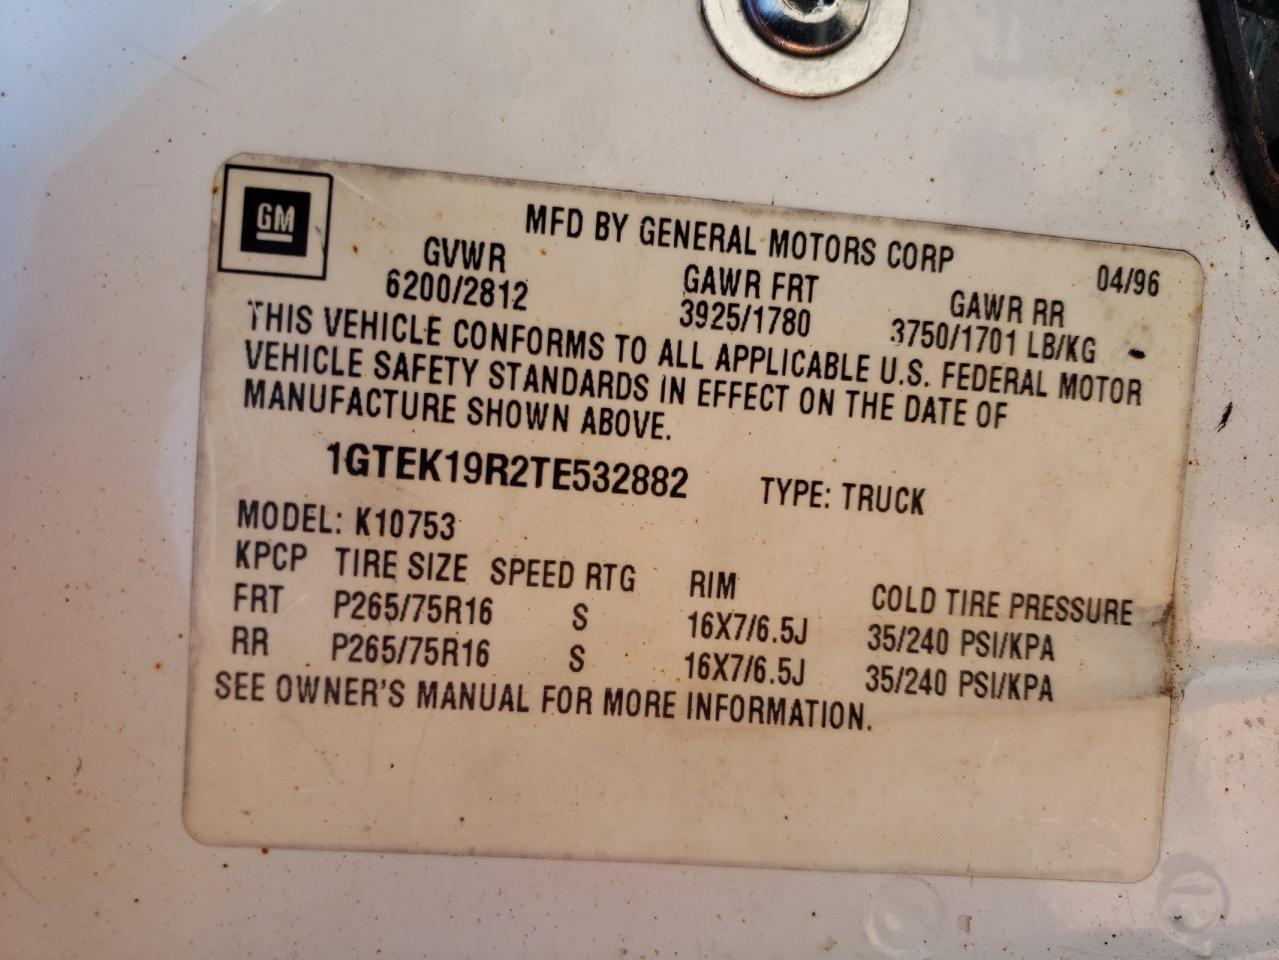 GM
MFD BY GENERAL MOTORS CORP 04/96
GVWR GAWR FRT GAWR RR
6200/2812 3925/1780 3750/1701 LB/KG
THIS VEHICLE CONFORMS TO ALL APPLICABLE U.S. FEDERAL MOTOR
VEHICLE SAFETY STANDARDS IN EFFECT ON THE DATE OF
MANUFACTURE SHOWN ABOVE.
1GTEK19R2TE532882 TYPE: TRUCK
MODEL: K10753
KPCP TIRE SIZE SPEED RTG RIM COLD TIRE PRESSURE
FRT P265/75R16 S 16X7/6.5J 35/240 PSI/KPA
RR P265/75R16 S 16X7/6.5J 35/240 PSI/KPA
SEE OWNER'S MANUAL FOR MORE INFORMATION.